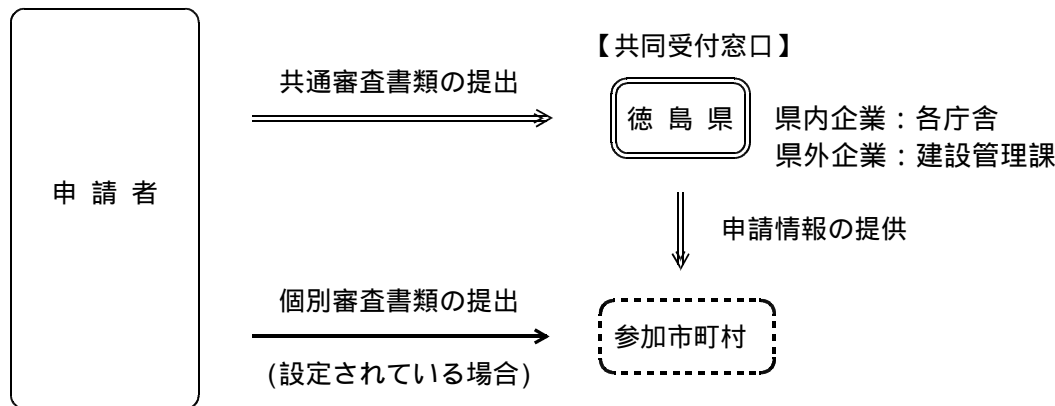 【共同受付窓口】
共通審査書類の提出
徳島県
県内企業：各庁舎
県外企業：建設管理課
申請者
申請情報の提供
個別審査書類の提出
(設定されている場合)
参加市町村